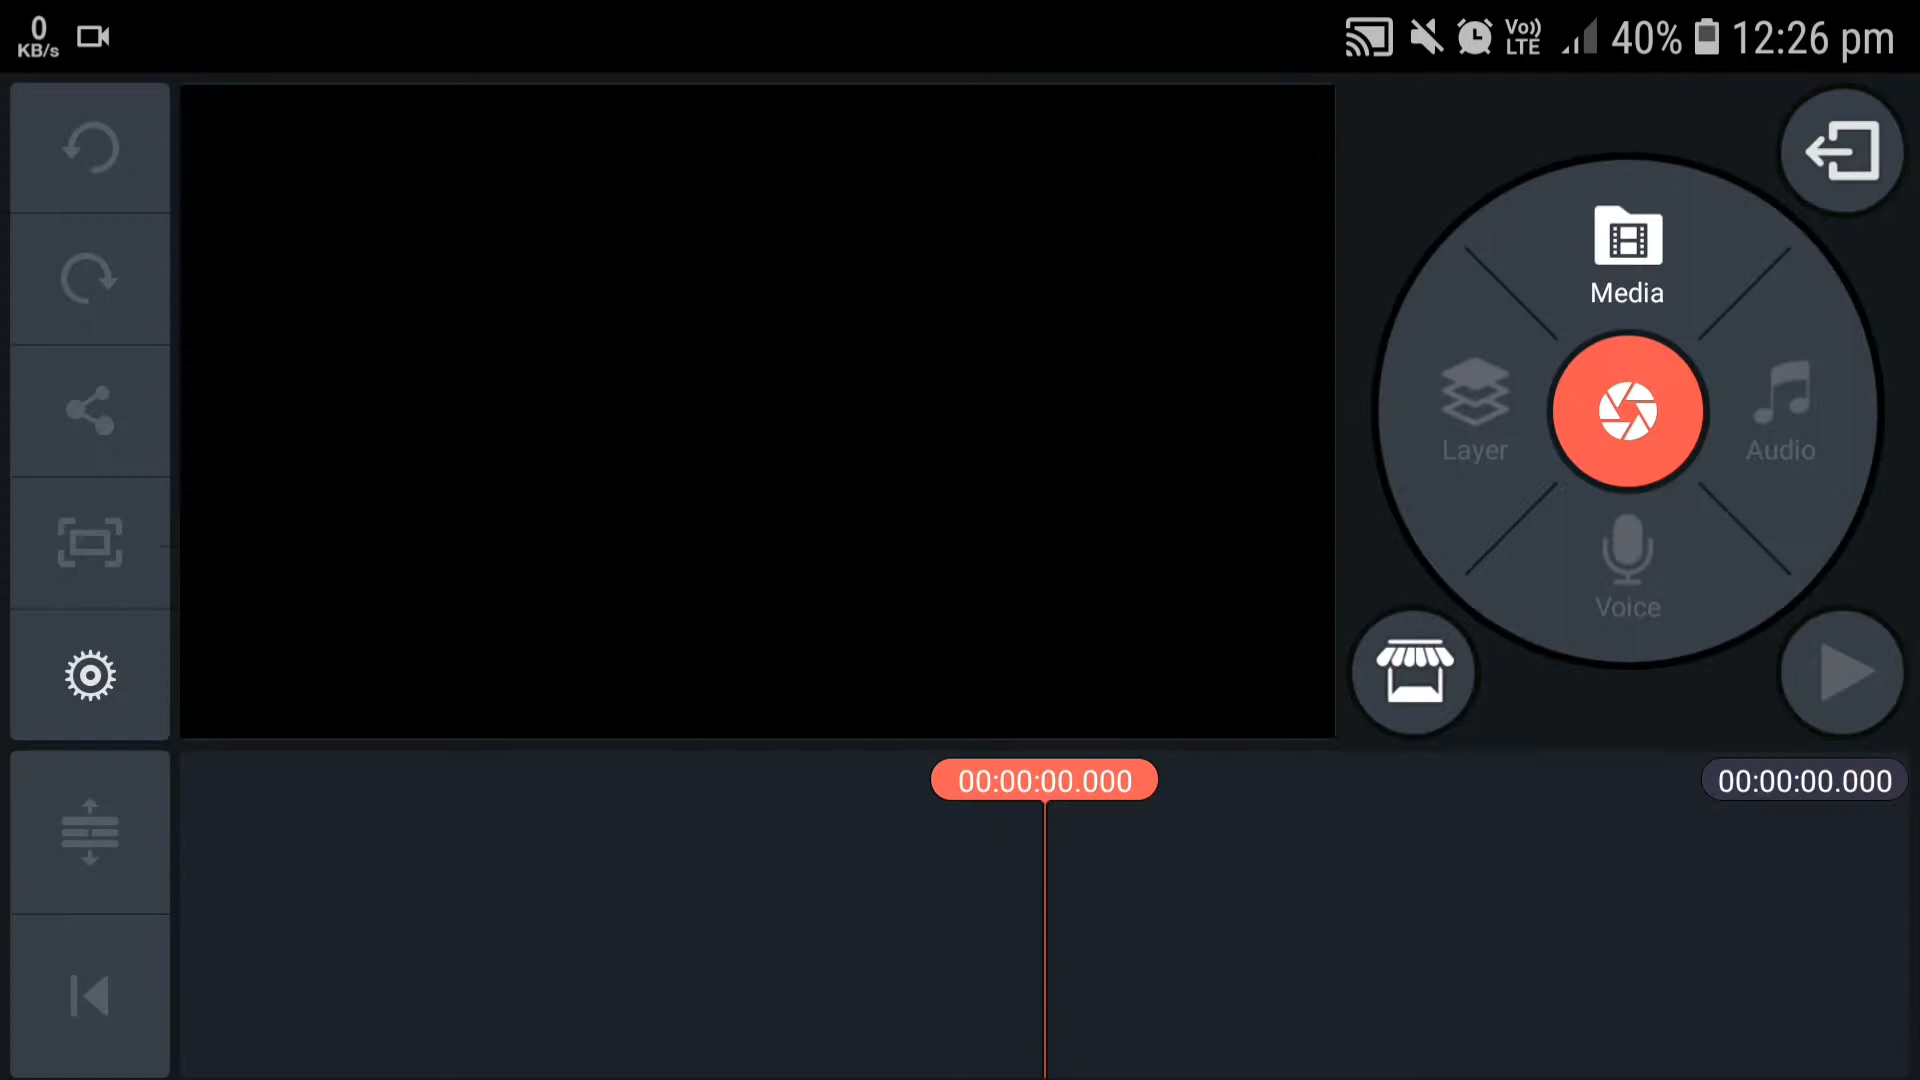 0
KB/s
Vo))
LTE
40%
12:26 pm
Media
Layer
Audio
Voice
00:00:00.000
00:00:00.000